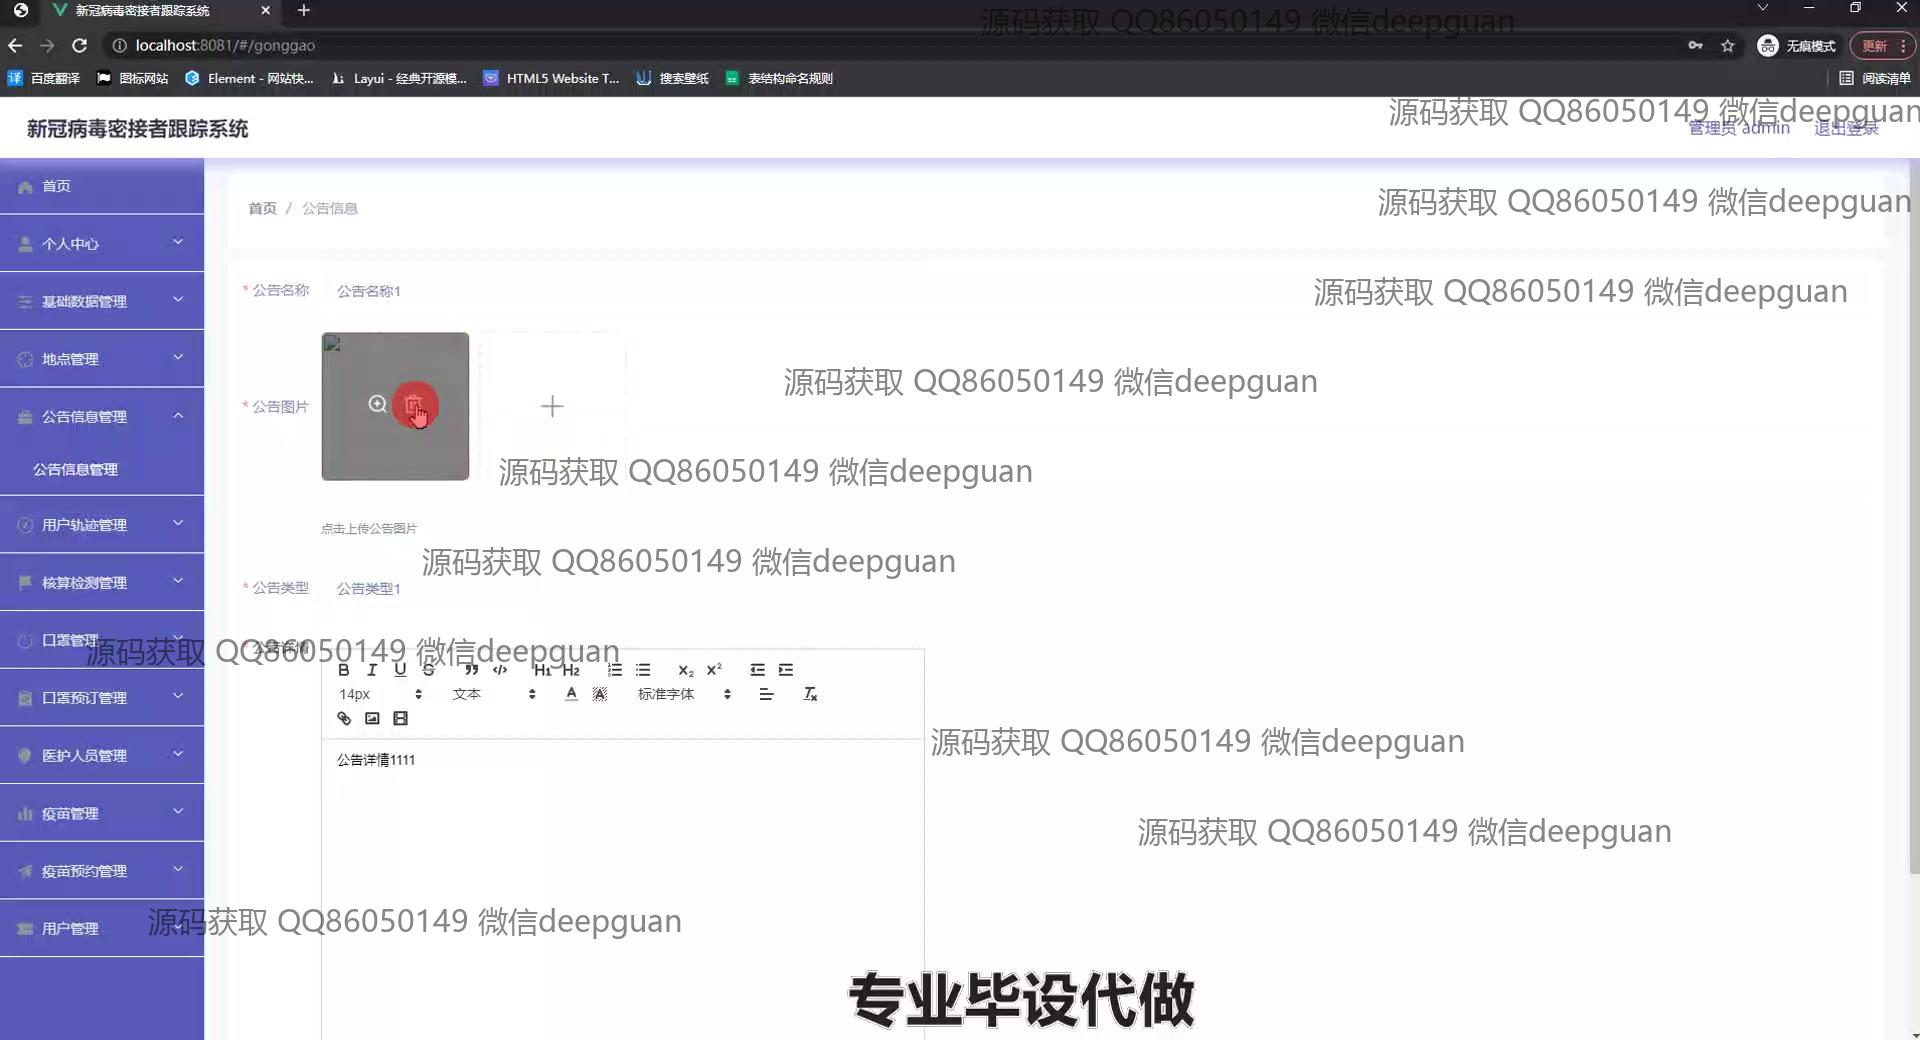 新冠病毒密接者跟踪系统
源码获取 QQ86050149 微信deepguan
localhost:8081/#/gonggao
无痕模式
更新
百度翻译
图标网站
Element - 网站快...
Layui - 经典开源模...
HTML5 Website T...
搜索壁纸
表结构命名规则
阅读清单
源码获取 QQ86050149 微信deepguan
新冠病毒密接者跟踪系统
管理员 admin
退出登录
首页
源码获取 QQ86050149 微信deepguan
首页 / 公告信息
个人中心
基础数据管理
* 公告名称
公告名称1
源码获取 QQ86050149 微信deepguan
地点管理
源码获取 QQ86050149 微信deepguan
* 公告图片
公告信息管理
公告信息管理
源码获取 QQ86050149 微信deepguan
用户轨迹管理
点击上传公告图片
源码获取 QQ86050149 微信deepguan
核算检测管理
* 公告类型
公告类型1
口罩管理
* 公告详情
源码获取 QQ86050149 微信deepguan
B I U S ” </> H1 H2 x2 x2
口罩预订管理
14px
文本
A A
标准字体
Tx
源码获取 QQ86050149 微信deepguan
医护人员管理
公告详情1111
疫苗管理
源码获取 QQ86050149 微信deepguan
疫苗预约管理
用户管理
源码获取 QQ86050149 微信deepguan
专业毕设代做